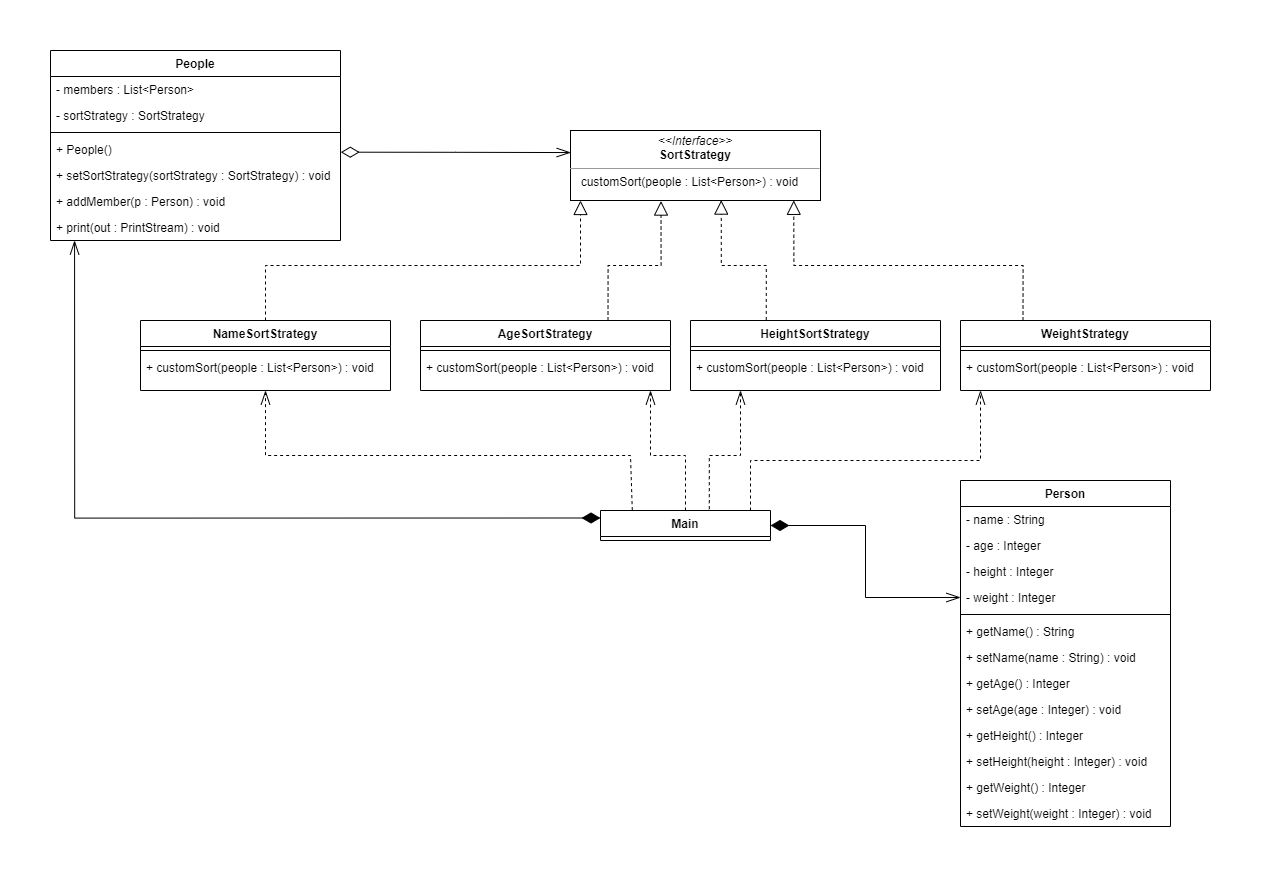 People
- members : List<Person>
- sortStrategy : SortStrategy
+ People()
+ setSortStrategy(sortStrategy : SortStrategy) : void
+ addMember(p : Person) : void
+ print(out : PrintStream) : void
<<Interface>>
SortStrategy
customSort(people : List<Person>) : void
NameSortStrategy
+ customSort(people : List<Person>) : void
AgeSortStrategy
+ customSort(people : List<Person>) : void
HeightSortStrategy
+ customSort(people : List<Person>) : void
WeightStrategy
+ customSort(people : List<Person>) : void
Main
Person
- name : String
- age : Integer
- height : Integer
- weight : Integer
+ getName() : String
+ setName(name : String) : void
+ getAge() : Integer
+ setAge(age : Integer) : void
+ getHeight() : Integer
+ setHeight(height : Integer) : void
+ getWeight() : Integer
+ setWeight(weight : Integer) : void